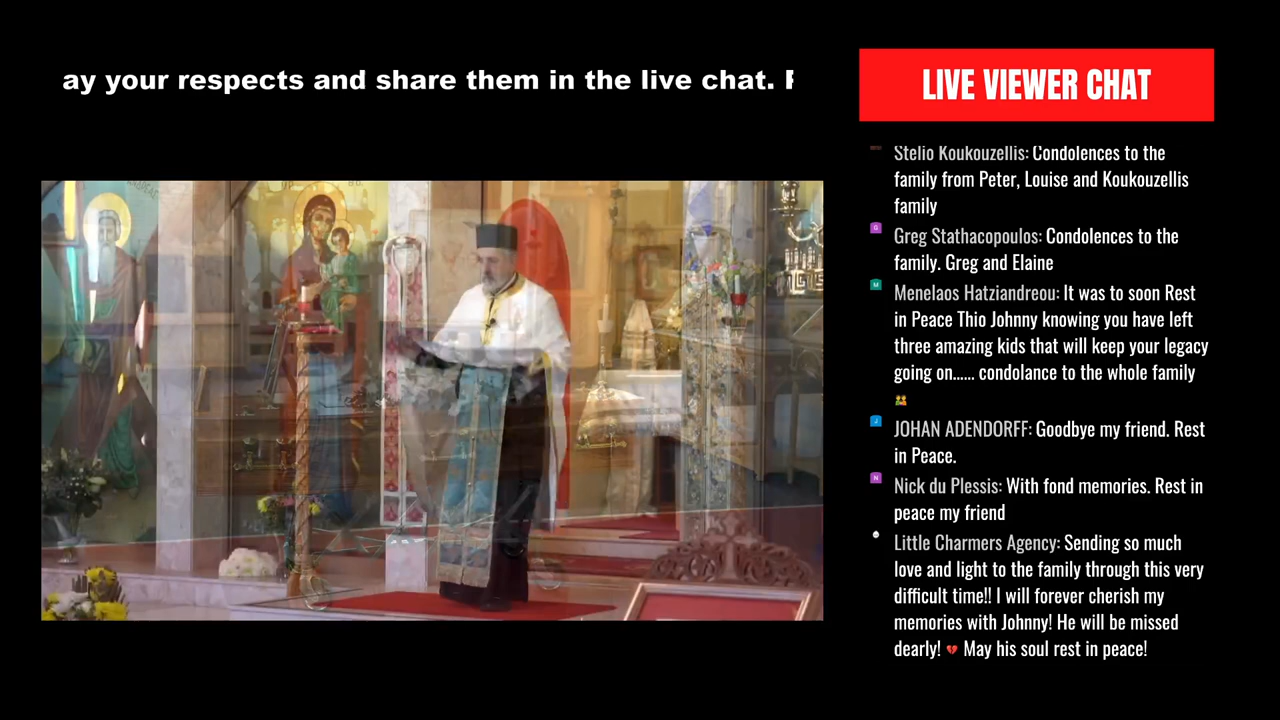 ay your respects and share them in the live chat.
LIVE VIEWER CHAT
Stelio Koukouzellis: Condolences to the
family from Peter, Louise and Koukouzellis
family
Greg Stathacopoulos: Condolences to the
family. Greg and Elaine
Menelaos Hatziandreou: It was to soon Rest
in Peace Thio Johnny knowing you have left
three amazing kids that will keep your legacy
going on...... condolance to the whole family
JOHAN ADENDORFF: Goodbye my friend. Rest
in Peace.
Nick du Plessis: With fond memories. Rest in
peace my friend
Little Charmers Agency: Sending so much
love and light to the family through this very
difficult time!! I will forever cherish my
memories with Johnny! He will be missed
dearly! 💔 May his soul rest in peace!